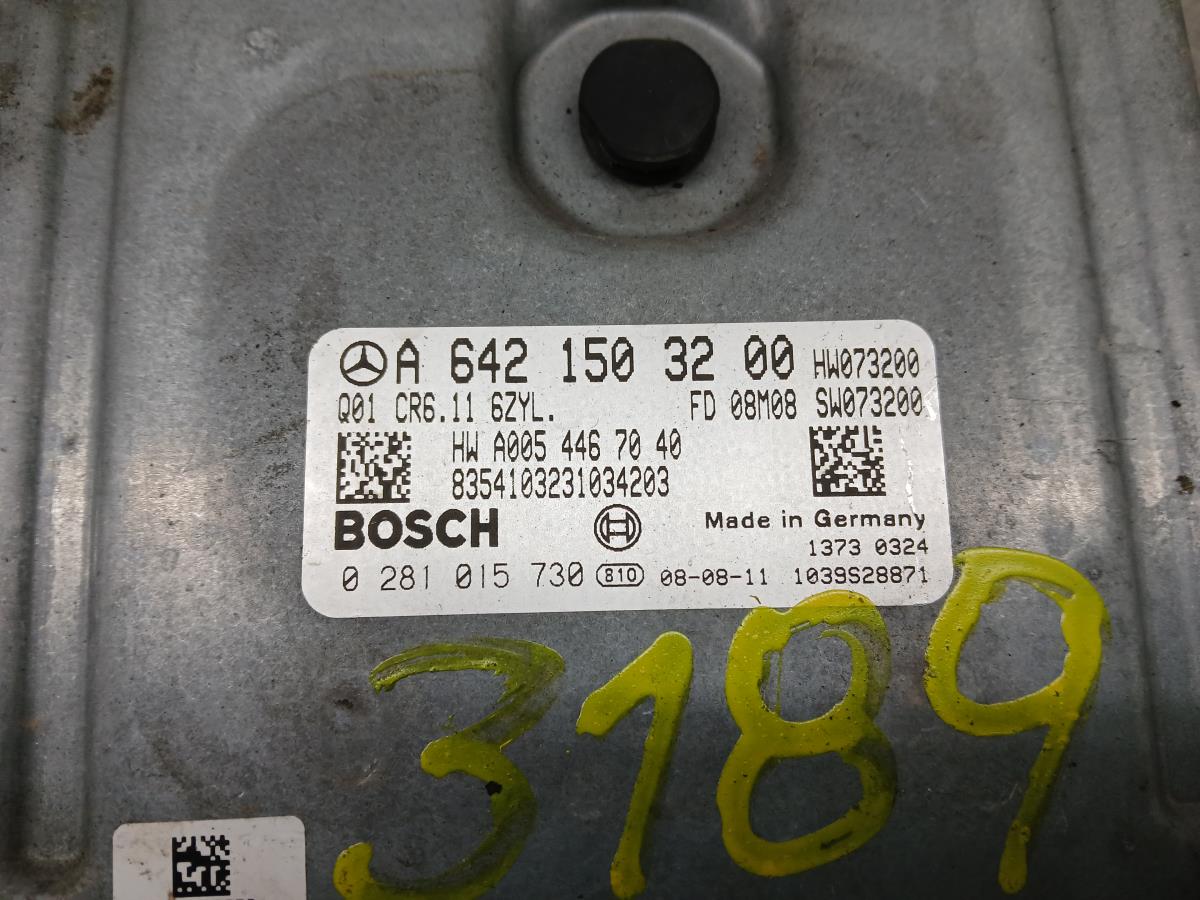 A 642 150 32 00 HW073200
Q01 CR6.11 6ZYL. FD 08M08 SW073200
HW A005 446 70 40
8354103231034203
BOSCH Made in Germany
1373 0324
0 281 015 730 810 08-08-11 1039S28871
3189